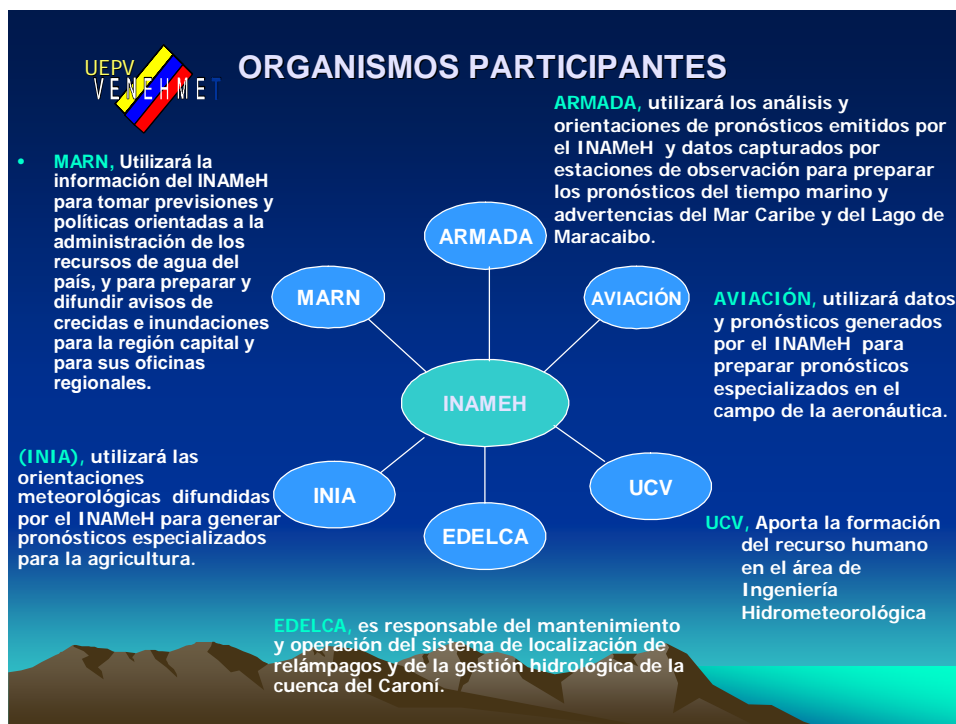 UEPV
VENEHMET
ORGANISMOS PARTICIPANTES
ARMADA, utilizará los análisis y
orientaciones de pronósticos emitidos por
el INAMeH y datos capturados por
estaciones de observación para preparar
los pronósticos del tiempo marino y
advertencias del Mar Caribe y del Lago de
Maracaibo.
• MARN, Utilizará la
información del INAMeH
para tomar previsiones y
políticas orientadas a la
administración de los
recursos de agua del
país, y para preparar y
difundir avisos de
crecidas e inundaciones
para la región capital y
para sus oficinas
regionales.
ARMADA
MARN
AVIACIÓN
AVIACIÓN, utilizará datos
y pronósticos generados
por el INAMeH para
preparar pronósticos
especializados en el
campo de la aeronáutica.
INAMEH
(INIA), utilizará las
orientaciones
meteorológicas difundidas
por el INAMeH para generar
pronósticos especializados
para la agricultura.
INIA
UCV
EDELCA
UCV, Aporta la formación
del recurso humano
en el área de
Ingeniería
Hidrometeorológica
EDELCA, es responsable del mantenimiento
y operación del sistema de localización de
relámpagos y de la gestión hidrológica de la
cuenca del Caroní.